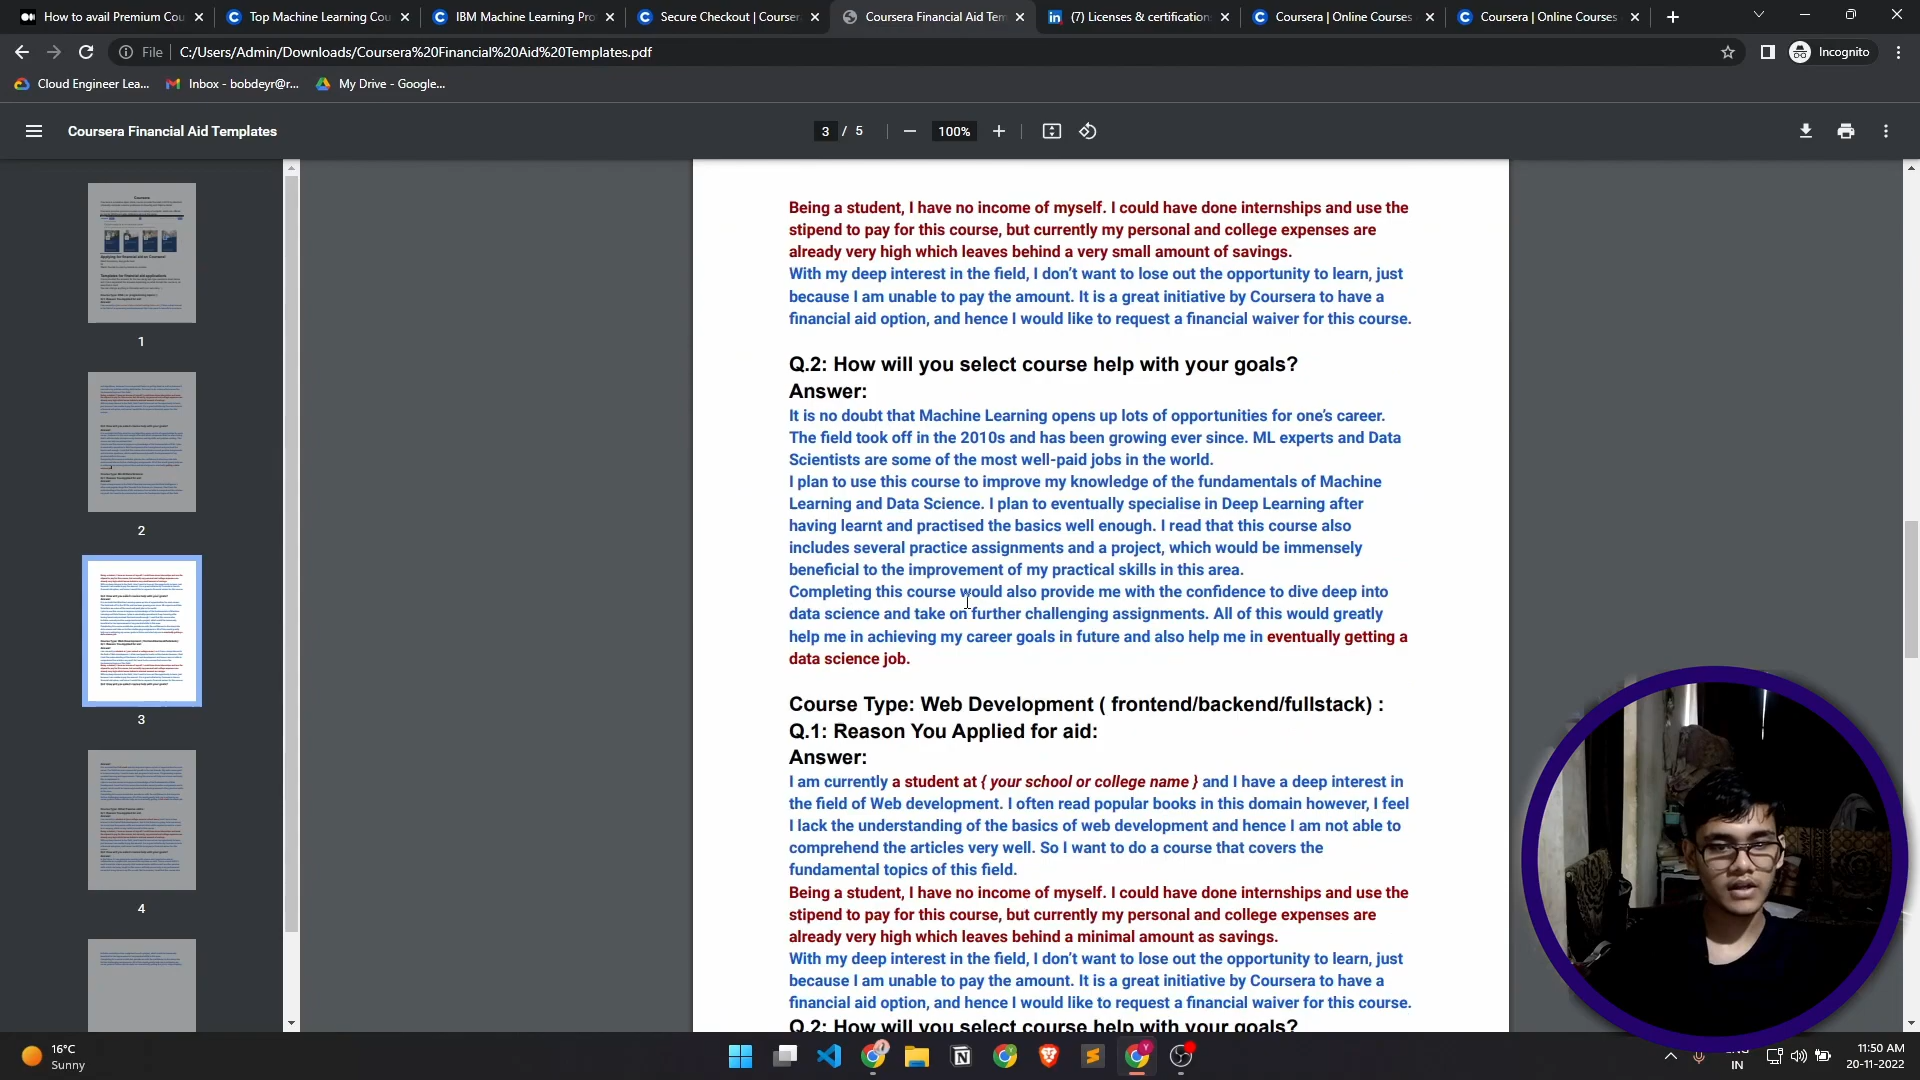 How to avail Premium Cou
Top Machine Learning Cou
IBM Machine Learning Pro
Secure Checkout | Courser
Coursera Financial Aid Tem
(7) Licenses & certification
Coursera | Online Courses
Coursera | Online Courses
File
C:/Users/Admin/Downloads/Coursera%20Financial%20Aid%20Templates.pdf
Incognito
Cloud Engineer Lea...
Inbox - bobdeyr@r...
My Drive - Google...
Coursera Financial Aid Templates
3 / 5
100%
1
2
3
4
Being a student, I have no income of myself. I could have done internships and use the
stipend to pay for this course, but currently my personal and college expenses are
already very high which leaves behind a very small amount of savings.
With my deep interest in the field, I don’t want to lose out the opportunity to learn, just
because I am unable to pay the amount. It is a great initiative by Coursera to have a
financial aid option, and hence I would like to request a financial waiver for this course.
Q.2: How will you select course help with your goals?
Answer:
It is no doubt that Machine Learning opens up lots of opportunities for one’s career.
The field took off in the 2010s and has been growing ever since. ML experts and Data
Scientists are some of the most well-paid jobs in the world.
I plan to use this course to improve my knowledge of the fundamentals of Machine
Learning and Data Science. I plan to eventually specialise in Deep Learning after
having learnt and practised the basics well enough. I read that this course also
includes several practice assignments and a project, which would be immensely
beneficial to the improvement of my practical skills in this area.
Completing this course would also provide me with the confidence to dive deep into
data science and take on further challenging assignments. All of this would greatly
help me in achieving my career goals in future and also help me in eventually getting a
data science job.
Course Type: Web Development ( frontend/backend/fullstack) :
Q.1: Reason You Applied for aid:
Answer:
I am currently a student at { your school or college name } and I have a deep interest in
the field of Web development. I often read popular books in this domain however, I feel
I lack the understanding of the basics of web development and hence I am not able to
comprehend the articles very well. So I want to do a course that covers the
fundamental topics of this field.
Being a student, I have no income of myself. I could have done internships and use the
stipend to pay for this course, but currently my personal and college expenses are
already very high which leaves behind a minimal amount as savings.
With my deep interest in the field, I don’t want to lose out the opportunity to learn, just
because I am unable to pay the amount. It is a great initiative by Coursera to have a
financial aid option, and hence I would like to request a financial waiver for this course.
Q.2: How will you select course help with your goals?
16°C
Sunny
ENG
IN
11:50 AM
20-11-2022